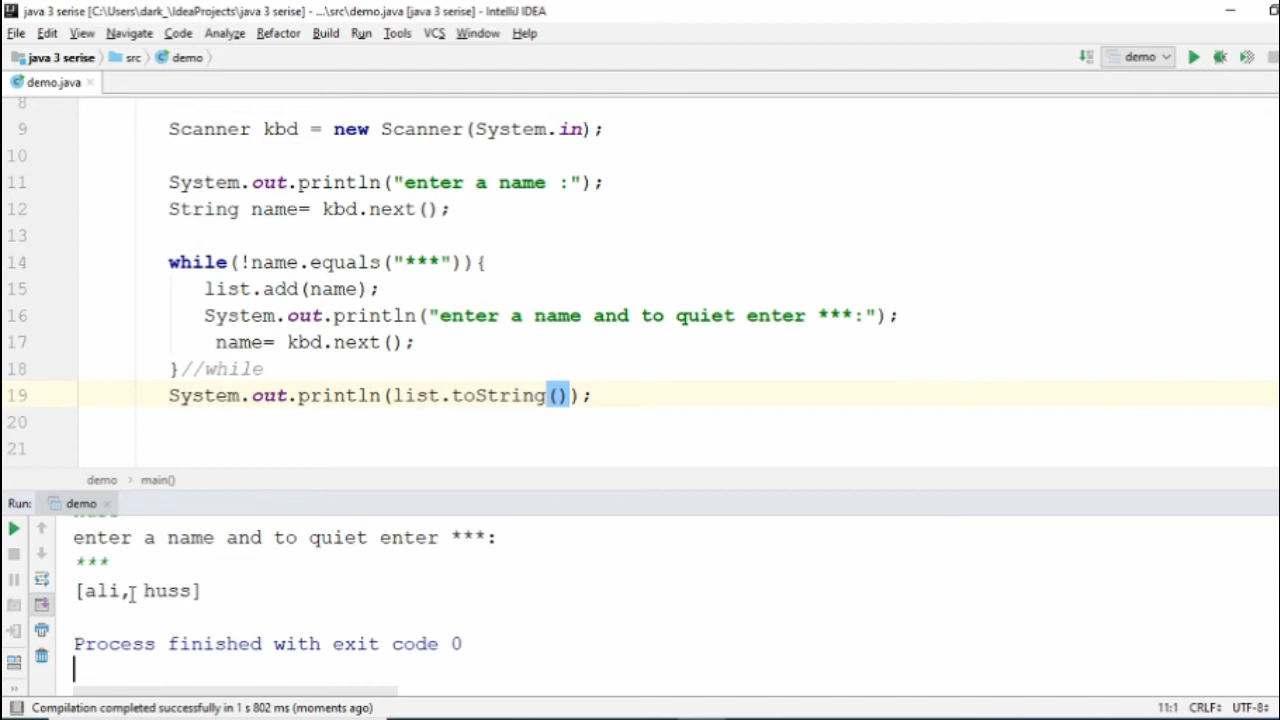 java 3 serise [C:\Users\dark_\IdeaProjects\java 3 serise] - ...\src\demo.java [java 3 serise] - IntelliJ IDEA
File Edit View Navigate Code Analyze Refactor Build Run Tools VCS Window Help
java 3 serise src demo demo
demo.java
8
9 Scanner kbd = new Scanner(System.in);
10
11 System.out.println("enter a name :");
12 String name= kbd.next();
13
14 while(!name.equals("***")){
15 list.add(name);
16 System.out.println("enter a name and to quiet enter ***:");
17 name= kbd.next();
18 }//while
19 System.out.println(list.toString());
20
21
demo main()
Run: demo
enter a name and to quiet enter ***:
***
[ali, huss]
Process finished with exit code 0
Compilation completed successfully in 1 s 802 ms (moments ago) 11:1 CRLF: UTF-8: